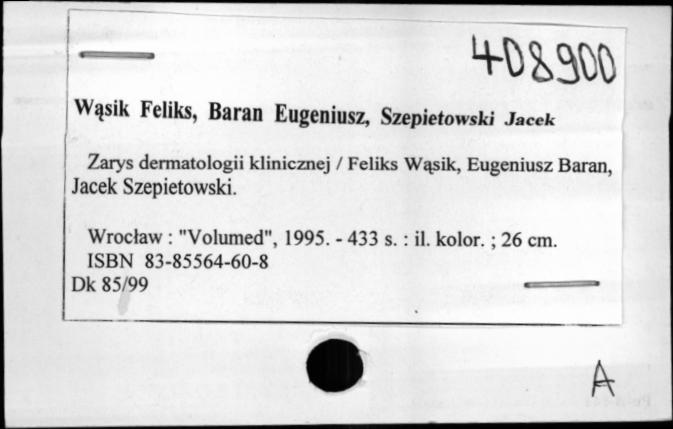 408900
Wąsik Feliks, Baran Eugeniusz, Szepietowski Jacek
Zarys dermatologii klinicznej / Feliks Wąsik, Eugeniusz Baran,
Jacek Szepietowski.
Wrocław : "Volumed", 1995. - 433 s. : il. kolor. ; 26 cm.
ISBN 83-85564-60-8
Dk 85/99
A